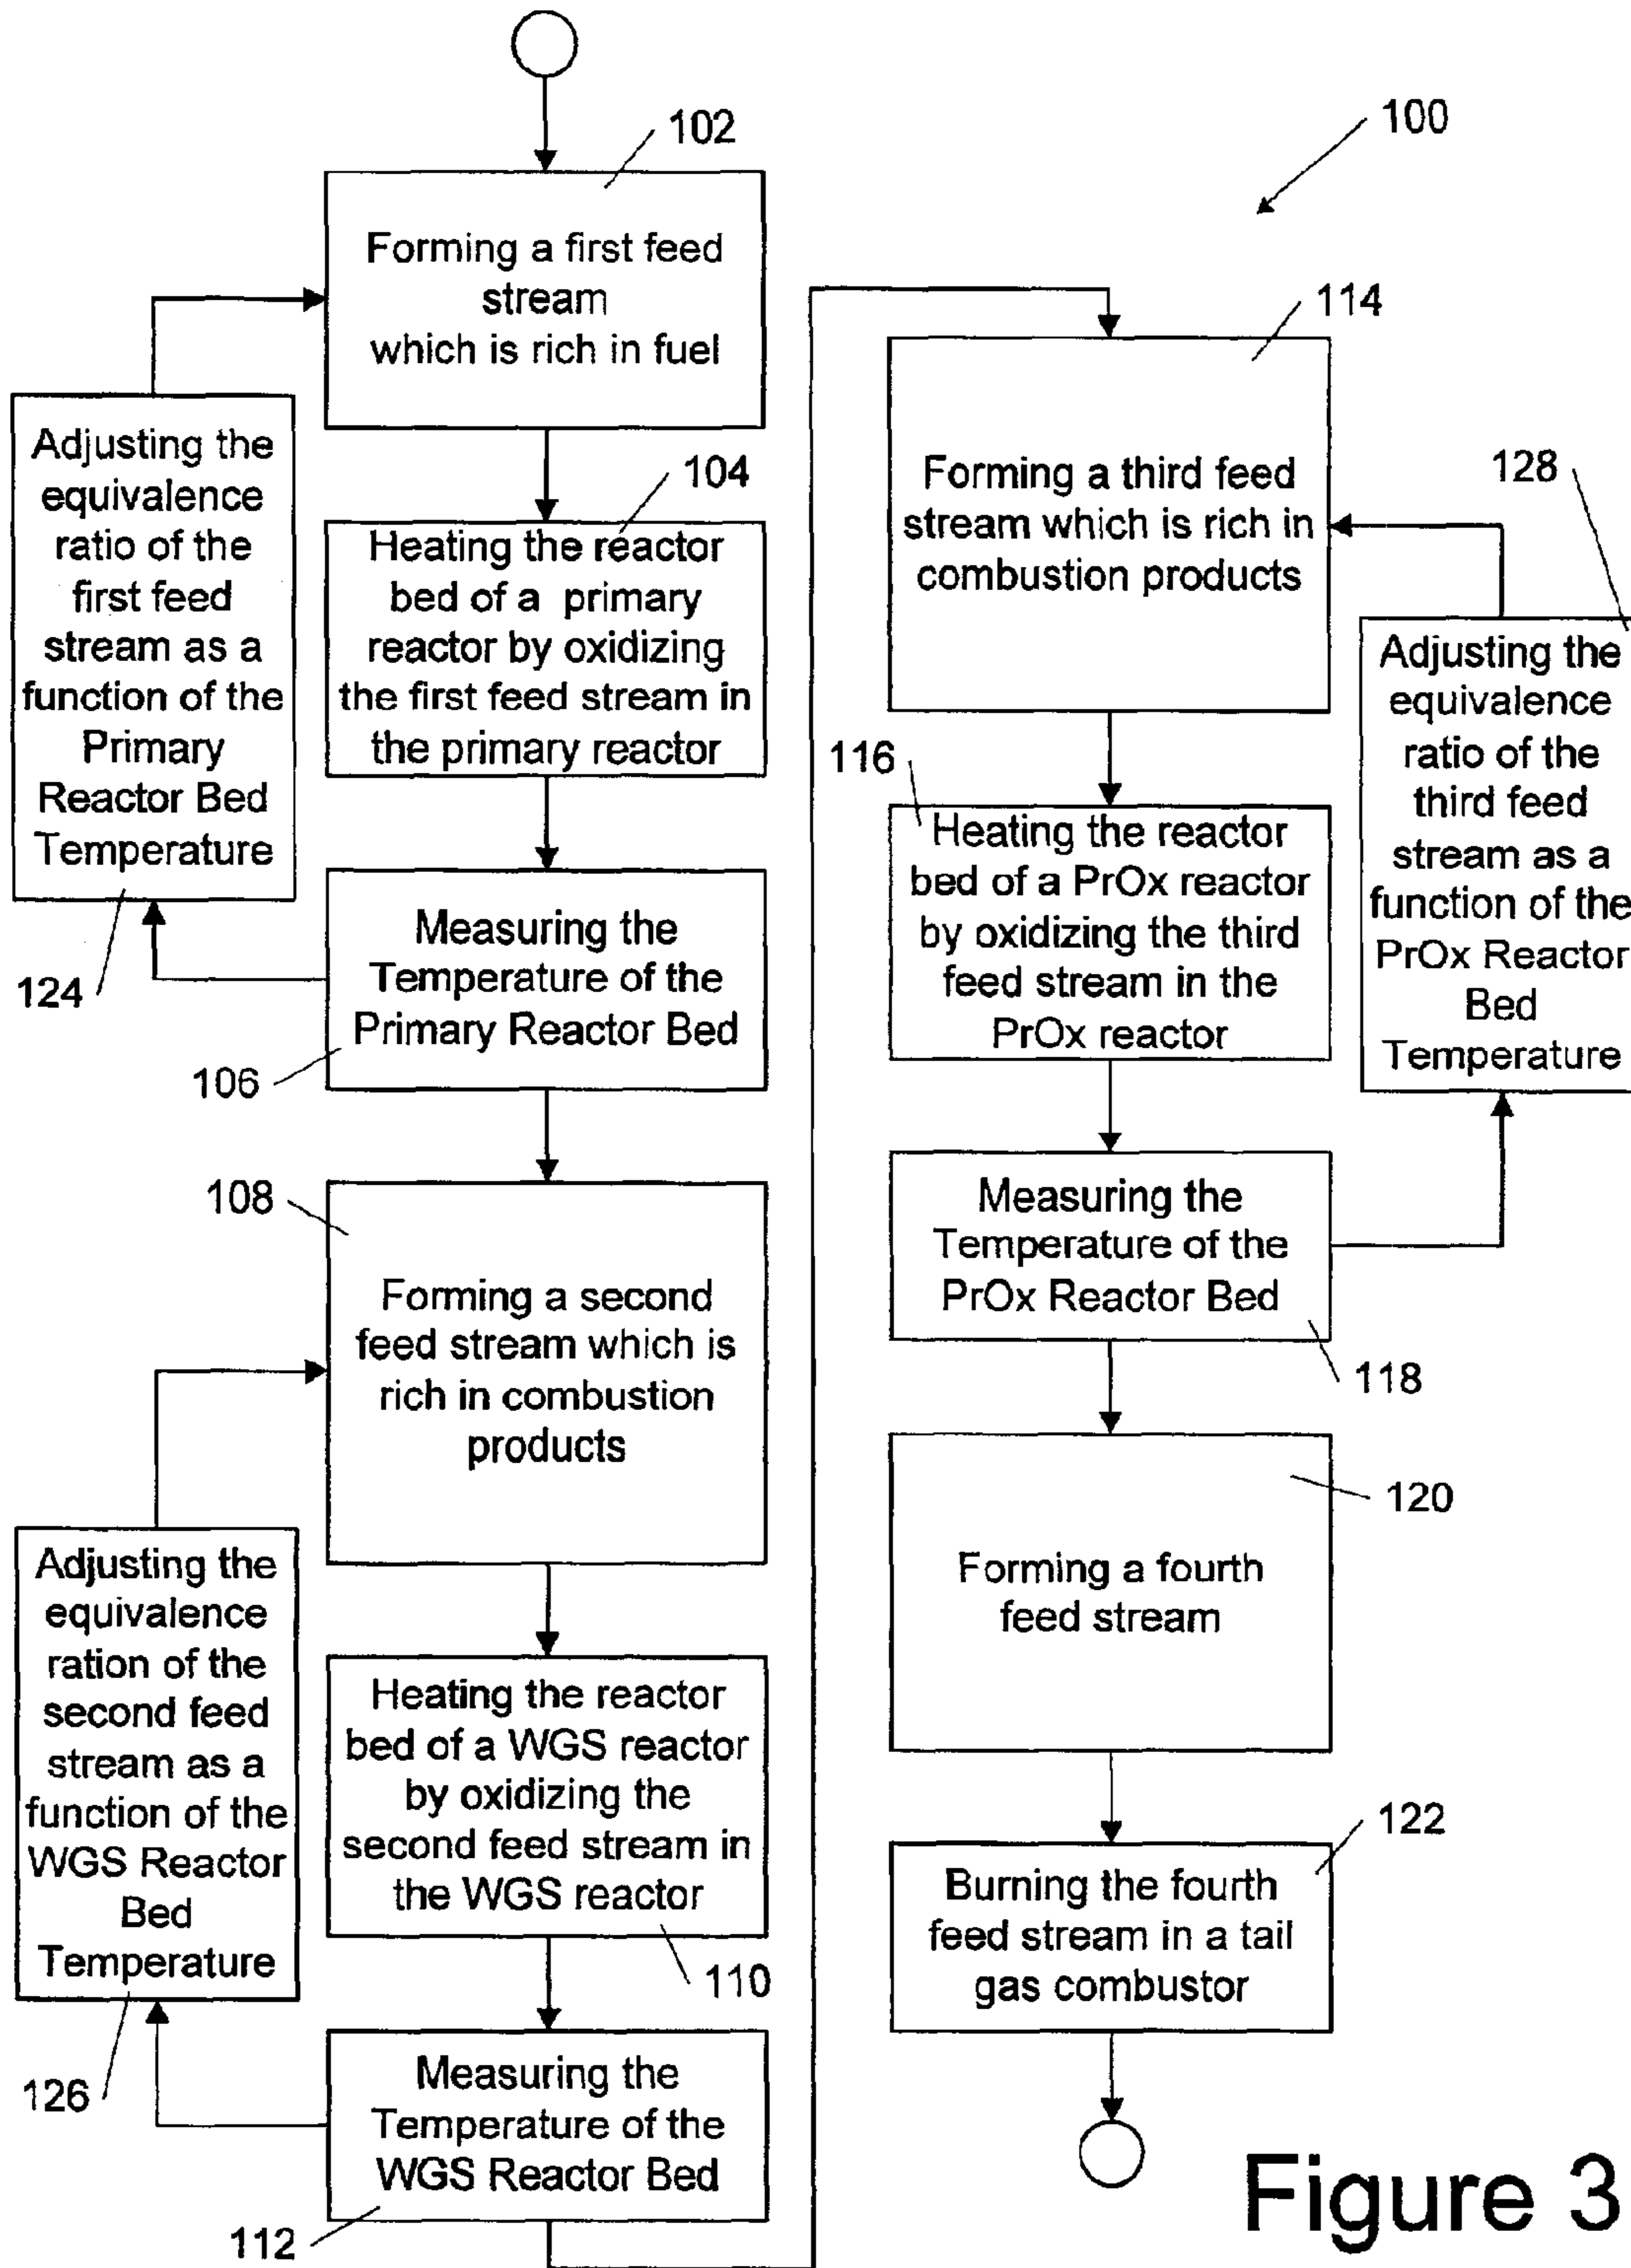 100
102
Forming a first feed
stream
which is rich in fuel
104
Heating the reactor
bed of a primary
reactor by oxidizing
the first feed stream in
the primary reactor
Measuring the
Temperature of the
Primary Reactor Bed
106
Adjusting the
equivalence
ratio of the
first feed
stream as a
function of the
Primary
Reactor Bed
Temperature
124
108
Forming a second
feed stream which is
rich in combustion
products
Heating the reactor
bed of a WGS reactor
by oxidizing the
second feed stream in
the WGS reactor
110
Measuring the
Temperature of the
WGS Reactor Bed
112
Adjusting the
equivalence
ration of the
second feed
stream as a
function of the
WGS Reactor
Bed
Temperature
126
114
Forming a third feed
stream which is rich in
combustion products
116
Heating the reactor
bed of a PrOx reactor
by oxidizing the third
feed stream in the
PrOx reactor
Measuring the
Temperature of the
PrOx Reactor Bed
118
128
Adjusting the
equivalence
ratio of the
third feed
stream as a
function of the
PrOx Reactor
Bed
Temperature
120
Forming a fourth
feed stream
122
Burning the fourth
feed stream in a tail
gas combustor
Figure 3